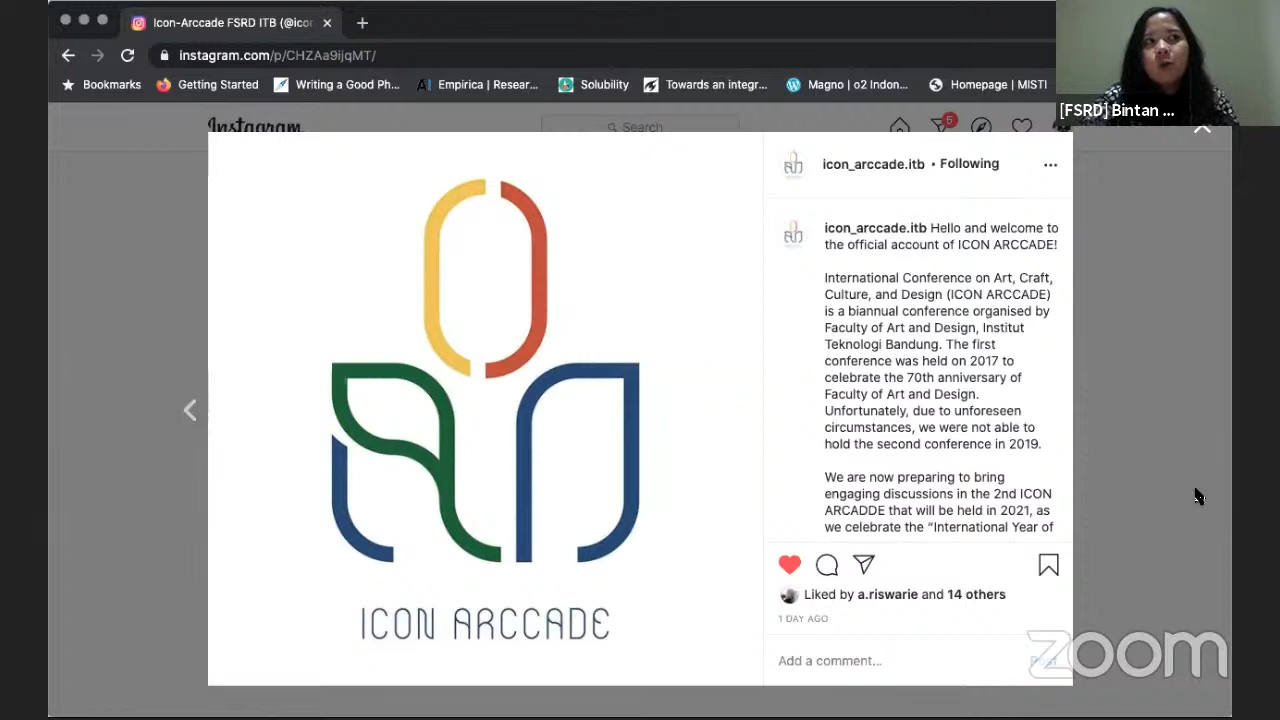 Icon-Arccade FSRD ITB (@icor
instagram.com/p/CHZAa9ijqMT/
Bookmarks
Getting Started
Writing a Good Ph...
Empirica | Resear...
Solubility
Towards an integr...
Magno | o2 Indon...
Homepage | MISTI
[FSRD] Bintan ...
Instagram
Search
5
icon_arccade.itb • Following
icon_arccade.itb Hello and welcome to
the official account of ICON ARCCADE!
International Conference on Art, Craft,
Culture, and Design (ICON ARCCADE)
is a biannual conference organised by
Faculty of Art and Design, Institut
Teknologi Bandung. The first
conference was held on 2017 to
celebrate the 70th anniversary of
Faculty of Art and Design.
Unfortunately, due to unforeseen
circumstances, we were not able to
hold the second conference in 2019.
We are now preparing to bring
engaging discussions in the 2nd ICON
ARCADDE that will be held in 2021, as
we celebrate the “International Year of
ICON ARCCADE
Liked by a.riswarie and 14 others
1 DAY AGO
Add a comment...
Post
zoom